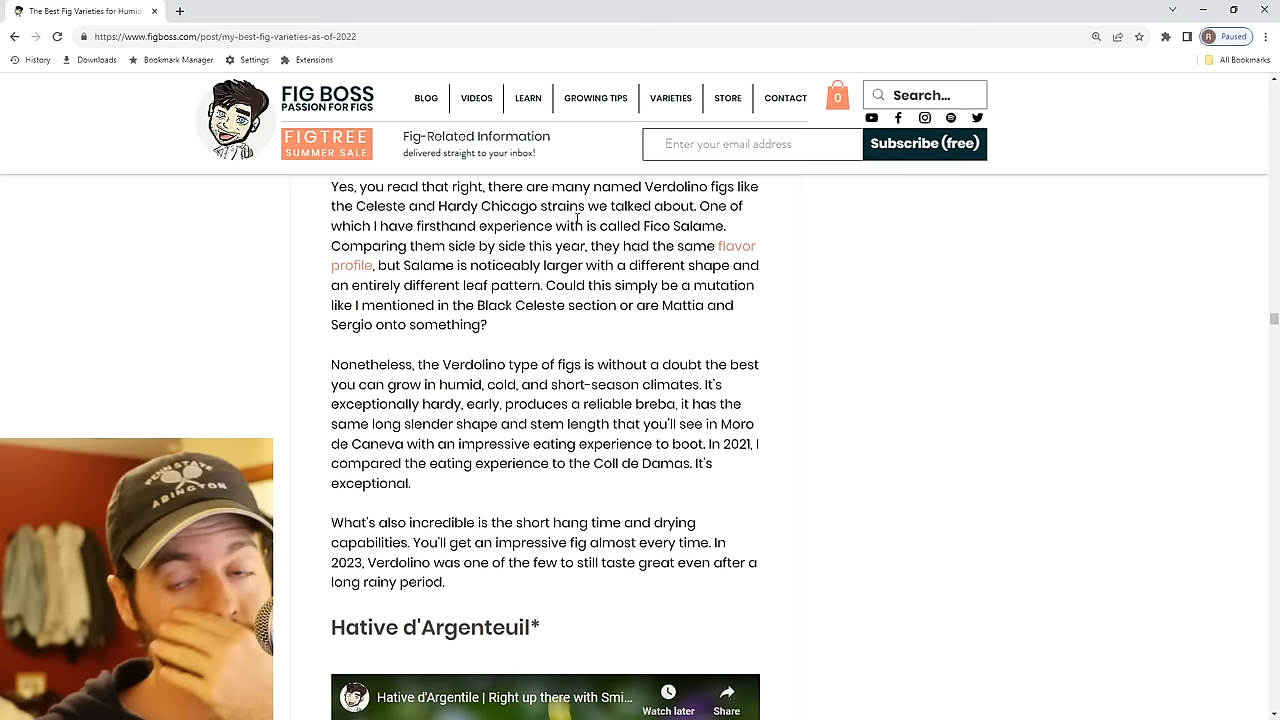 The Best Fig Varieties for Humid
https://www.figboss.com/post/my-best-fig-varieties-as-of-2022
R Paused
History Downloads Bookmark Manager Settings Extensions All Bookmarks
FIG BOSS
PASSION FOR FIGS
BLOG VIDEOS LEARN GROWING TIPS VARIETIES STORE CONTACT
0
Search...
FIGTREE
SUMMER SALE
Fig-Related Information
delivered straight to your inbox!
Enter your email address
Subscribe (free)
Yes, you read that right, there are many named Verdolino figs like
the Celeste and Hardy Chicago strains we talked about. One of
which I have firsthand experience with is called Fico Salame.
Comparing them side by side this year, they had the same flavor
profile, but Salame is noticeably larger with a different shape and
an entirely different leaf pattern. Could this simply be a mutation
like I mentioned in the Black Celeste section or are Mattia and
Sergio onto something?
Nonetheless, the Verdolino type of figs is without a doubt the best
you can grow in humid, cold, and short-season climates. It's
exceptionally hardy, early, produces a reliable breba, it has the
same long slender shape and stem length that you'll see in Moro
de Caneva with an impressive eating experience to boot. In 2021, I
compared the eating experience to the Coll de Damas. It's
exceptional.
What's also incredible is the short hang time and drying
capabilities. You'll get an impressive fig almost every time. In
2023, Verdolino was one of the few to still taste great even after a
long rainy period.
Hative d'Argenteuil*
Hative d'Argentile | Right up there with Smi...
Watch later
Share
PENN STATE
ABINGTON